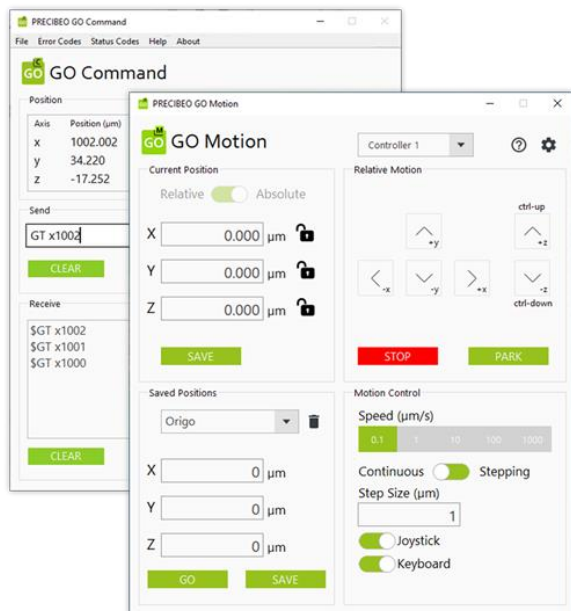 PRECIBEO GO Command
File Error Codes Status Codes Help About
C
GO GO Command
Position
Axis Position (µm)
x 1002.002
y 34.220
z -17.252
Send
GT x1002
CLEAR
Receive
$GT x1002
$GT x1001
$GT x1000
CLEAR
PRECIBEO GO Motion
M
GO GO Motion
Controller 1
Current Position
Relative Absolute
X 0.000 µm
Y 0.000 µm
Z 0.000 µm
SAVE
Relative Motion
ctrl-up
+y +z
-x -y +x -z
ctrl-down
STOP PARK
Saved Positions
Origo
X 0 µm
Y 0 µm
Z 0 µm
GO SAVE
Motion Control
Speed (µm/s)
0.1 1 10 100 1000
Continuous Stepping
Step Size (µm)
1
Joystick
Keyboard